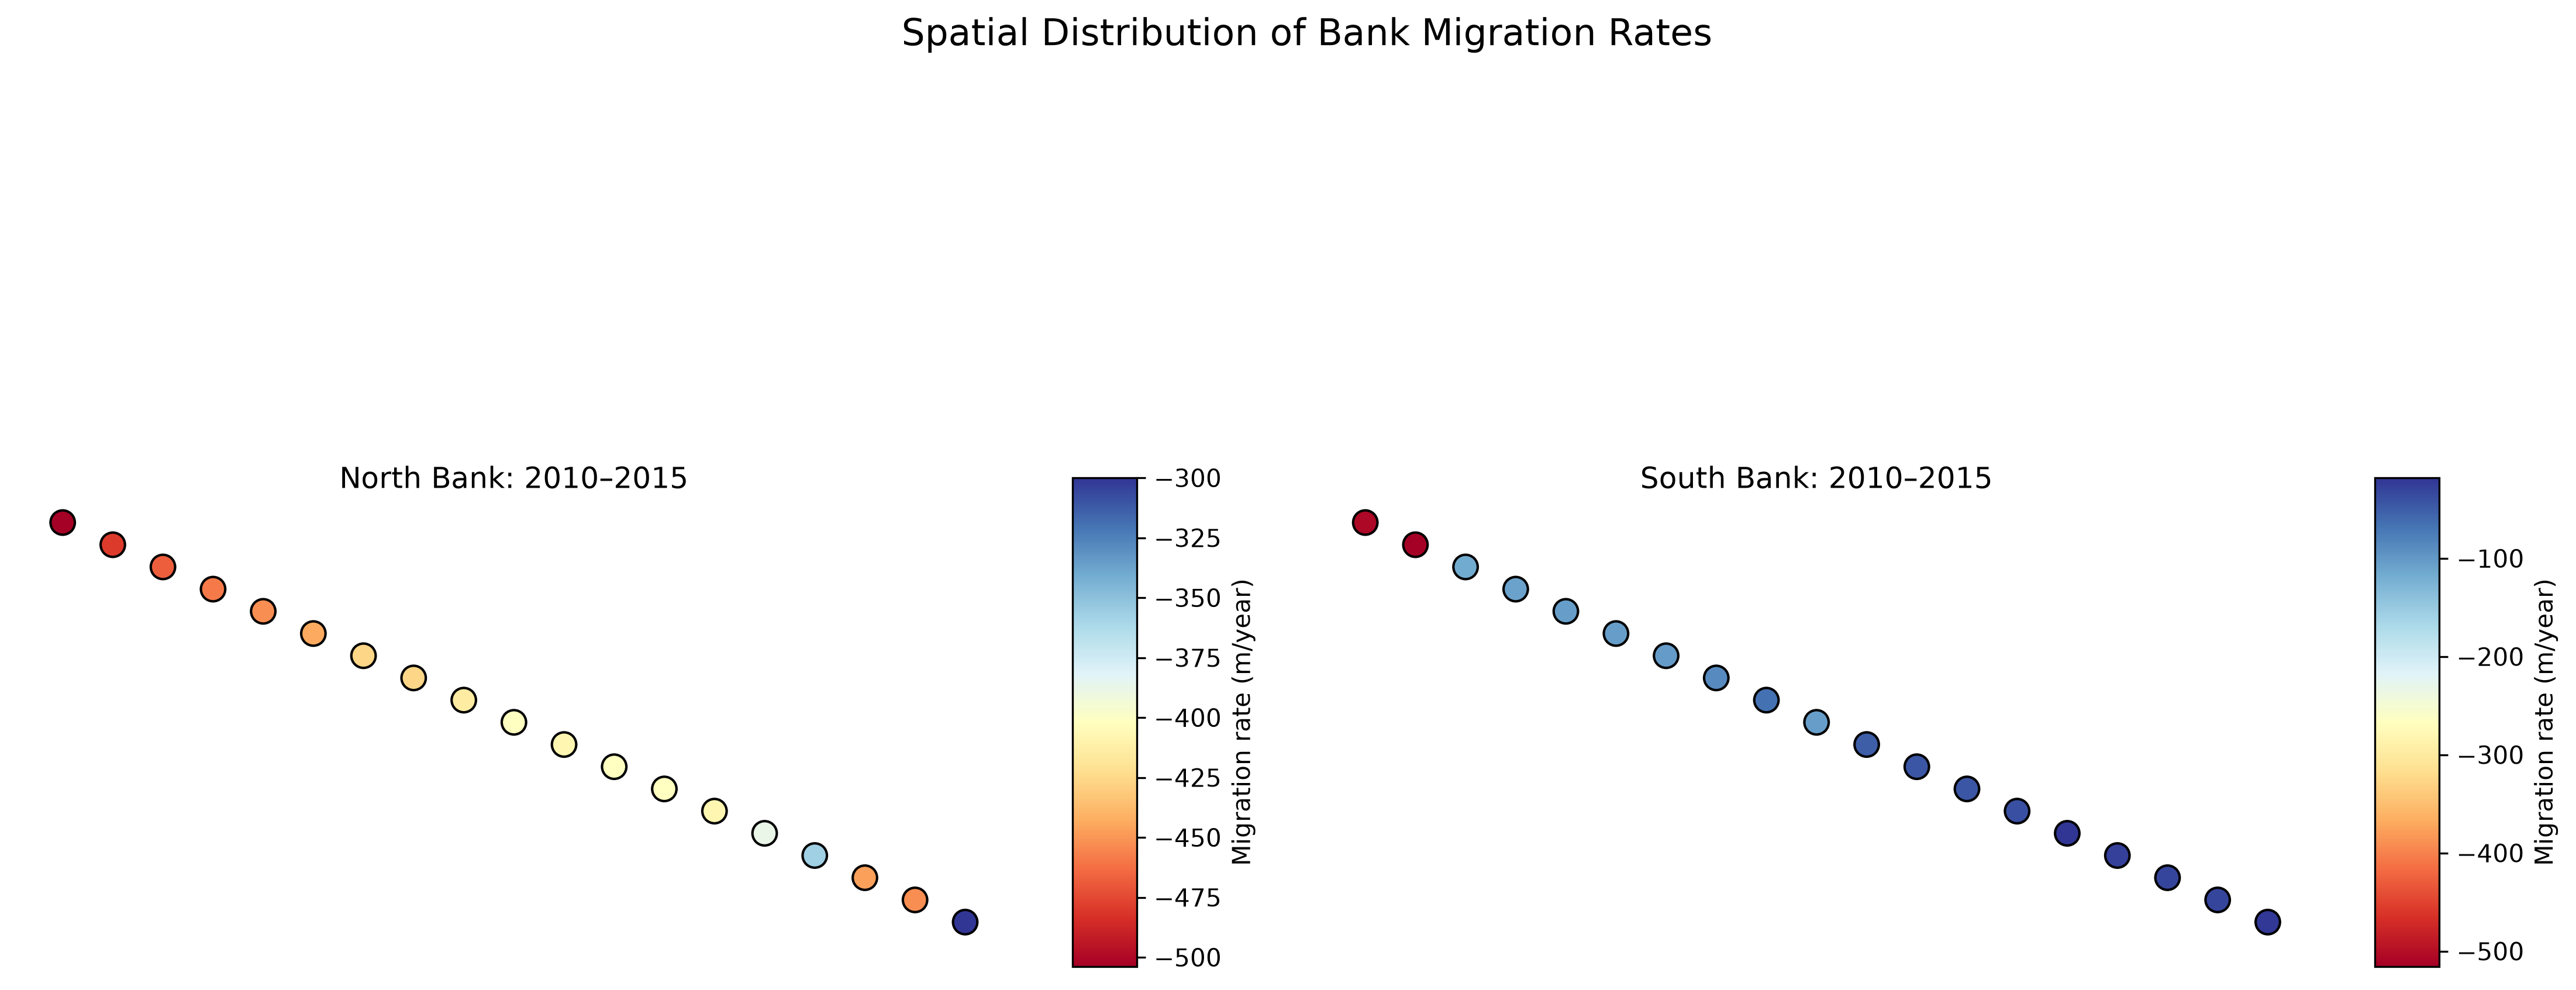 Spatial Distribution of Bank Migration Rates
North Bank: 2010–2015
−300
−325
−350
−375
−400
−425
−450
−475
−500
Migration rate (m/year)
South Bank: 2010–2015
−100
−200
−300
−400
−500
Migration rate (m/year)